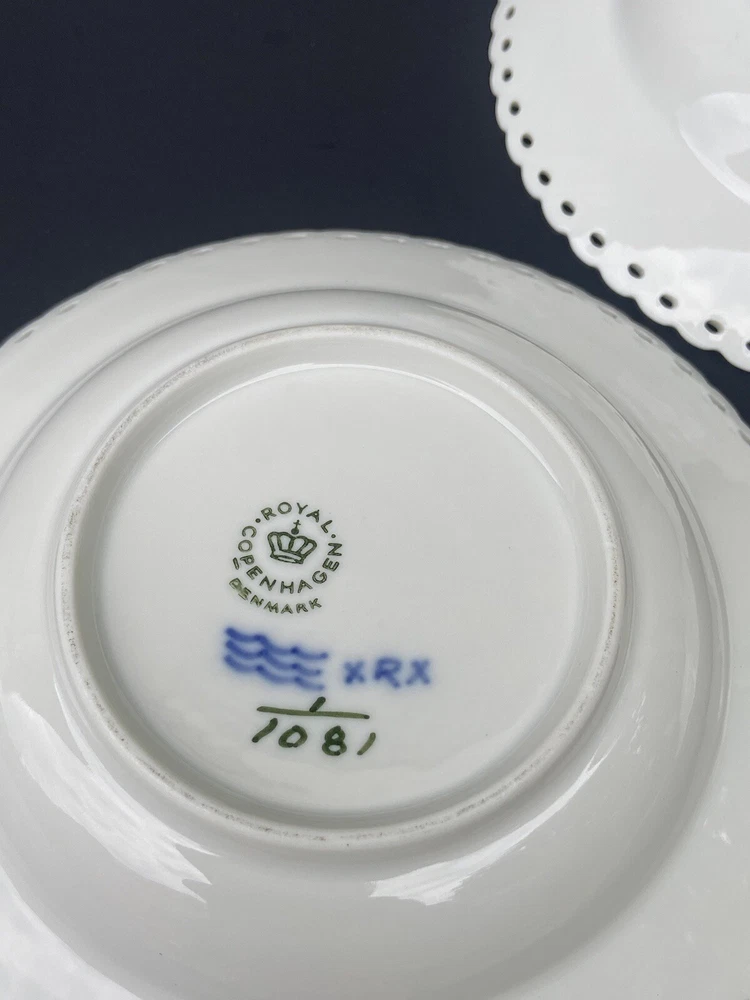 ROYAL
COPENHAGEN
DENMARK
xRx
1
1081